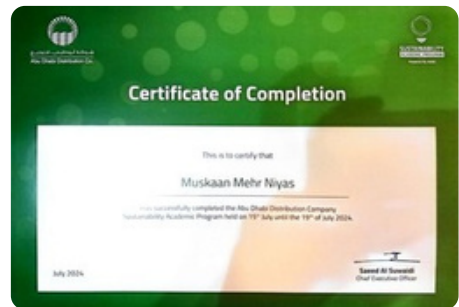 Abu Dhabi Distribution Co.
SUSTAINABILITY
Certificate of Completion
This is to certify that
Muskaan Mehr Niyas
has successfully completed the Abu Dhabi Distribution Company
Sustainability Academic Program held on 15th July until the 19th of July 2024.
July 2024
Saeed Al Suwaidi
Chief Executive Officer